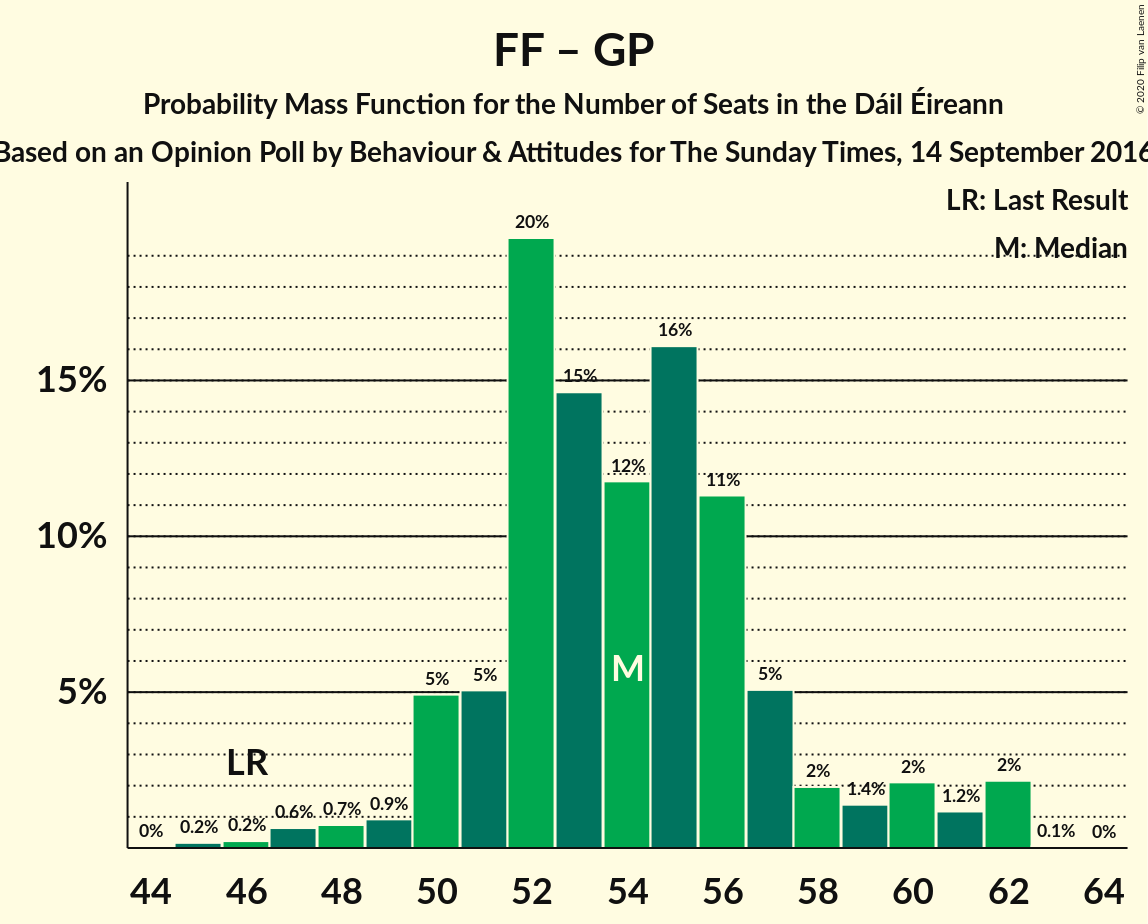 FF – GP
Probability Mass Function for the Number of Seats in the Dáil Éireann
Based on an Opinion Poll by Behaviour & Attitudes for The Sunday Times, 14 September 2016
© 2020 Filip van Laenen
LR: Last Result
M: Median
20%
16%
15%
15%
12%
11%
10%
M
5%
5%
5%
5%
LR
2%
2%
2%
1.4%
1.2%
0.9%
0.7%
0.6%
0.2%
0.2%
0%
0.1%
0%
44 46 48 50 52 54 56 58 60 62 64